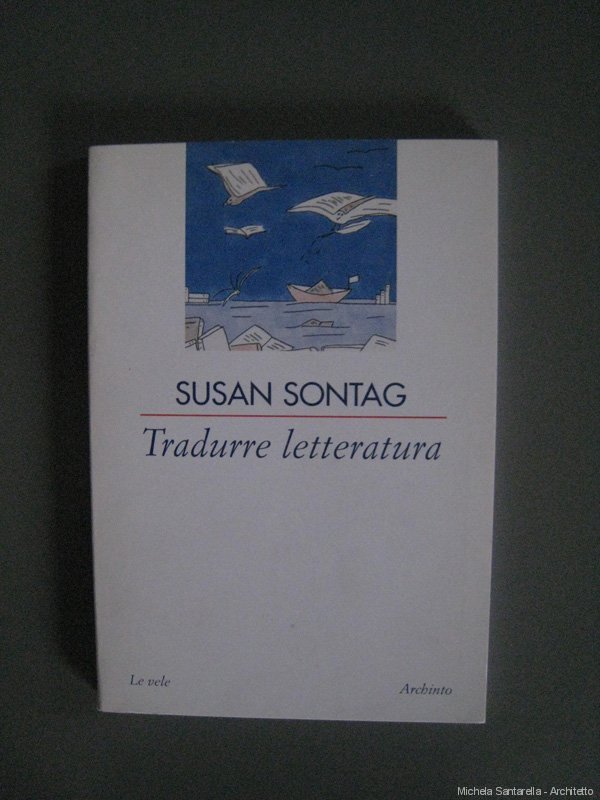 SUSAN SONTAG
Tradurre letteratura
Le vele
Archinto
Michela Santarella - Architetto